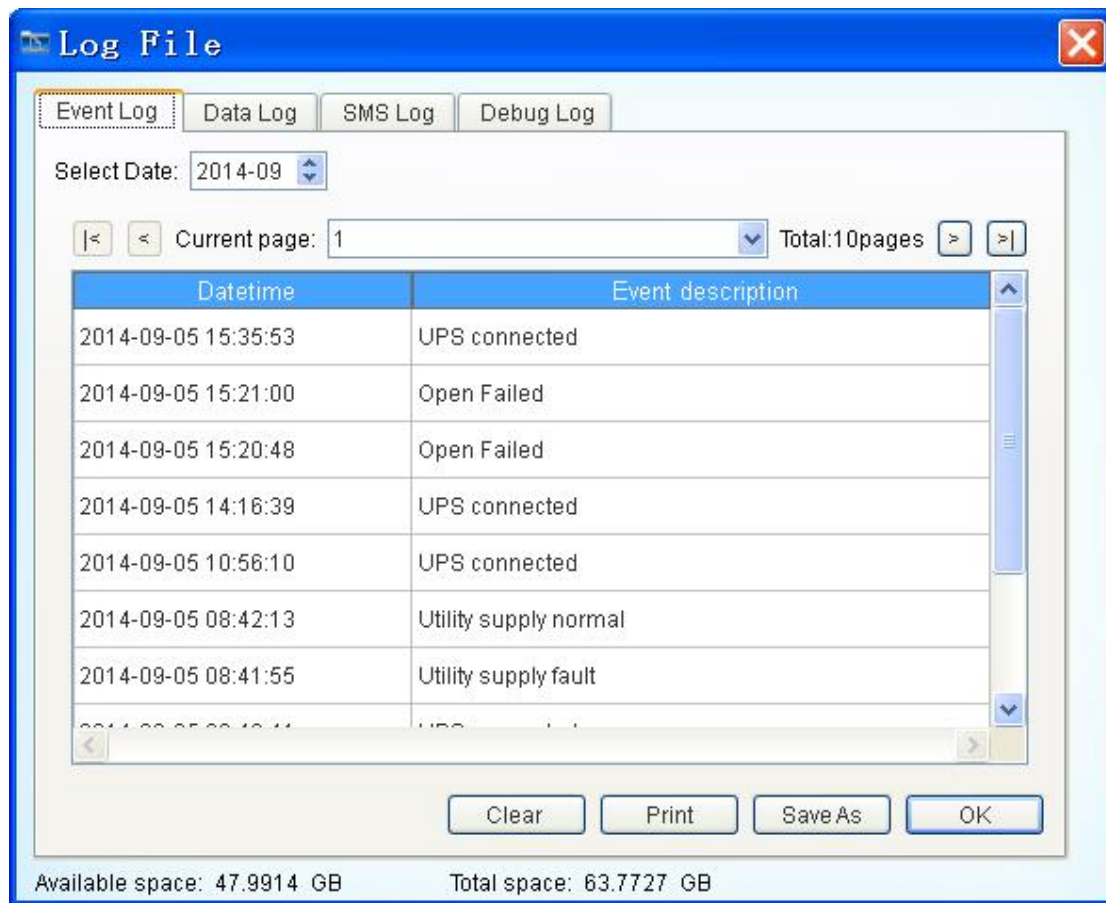 Log File
Event Log Data Log SMS Log Debug Log
Select Date: 2014-09
|< < Current page: 1 Total:10pages > >|
Datetime Event description
2014-09-05 15:35:53 UPS connected
2014-09-05 15:21:00 Open Failed
2014-09-05 15:20:48 Open Failed
2014-09-05 14:16:39 UPS connected
2014-09-05 10:56:10 UPS connected
2014-09-05 08:42:13 Utility supply normal
2014-09-05 08:41:55 Utility supply fault
Clear Print Save As OK
Available space: 47.9914 GB Total space: 63.7727 GB